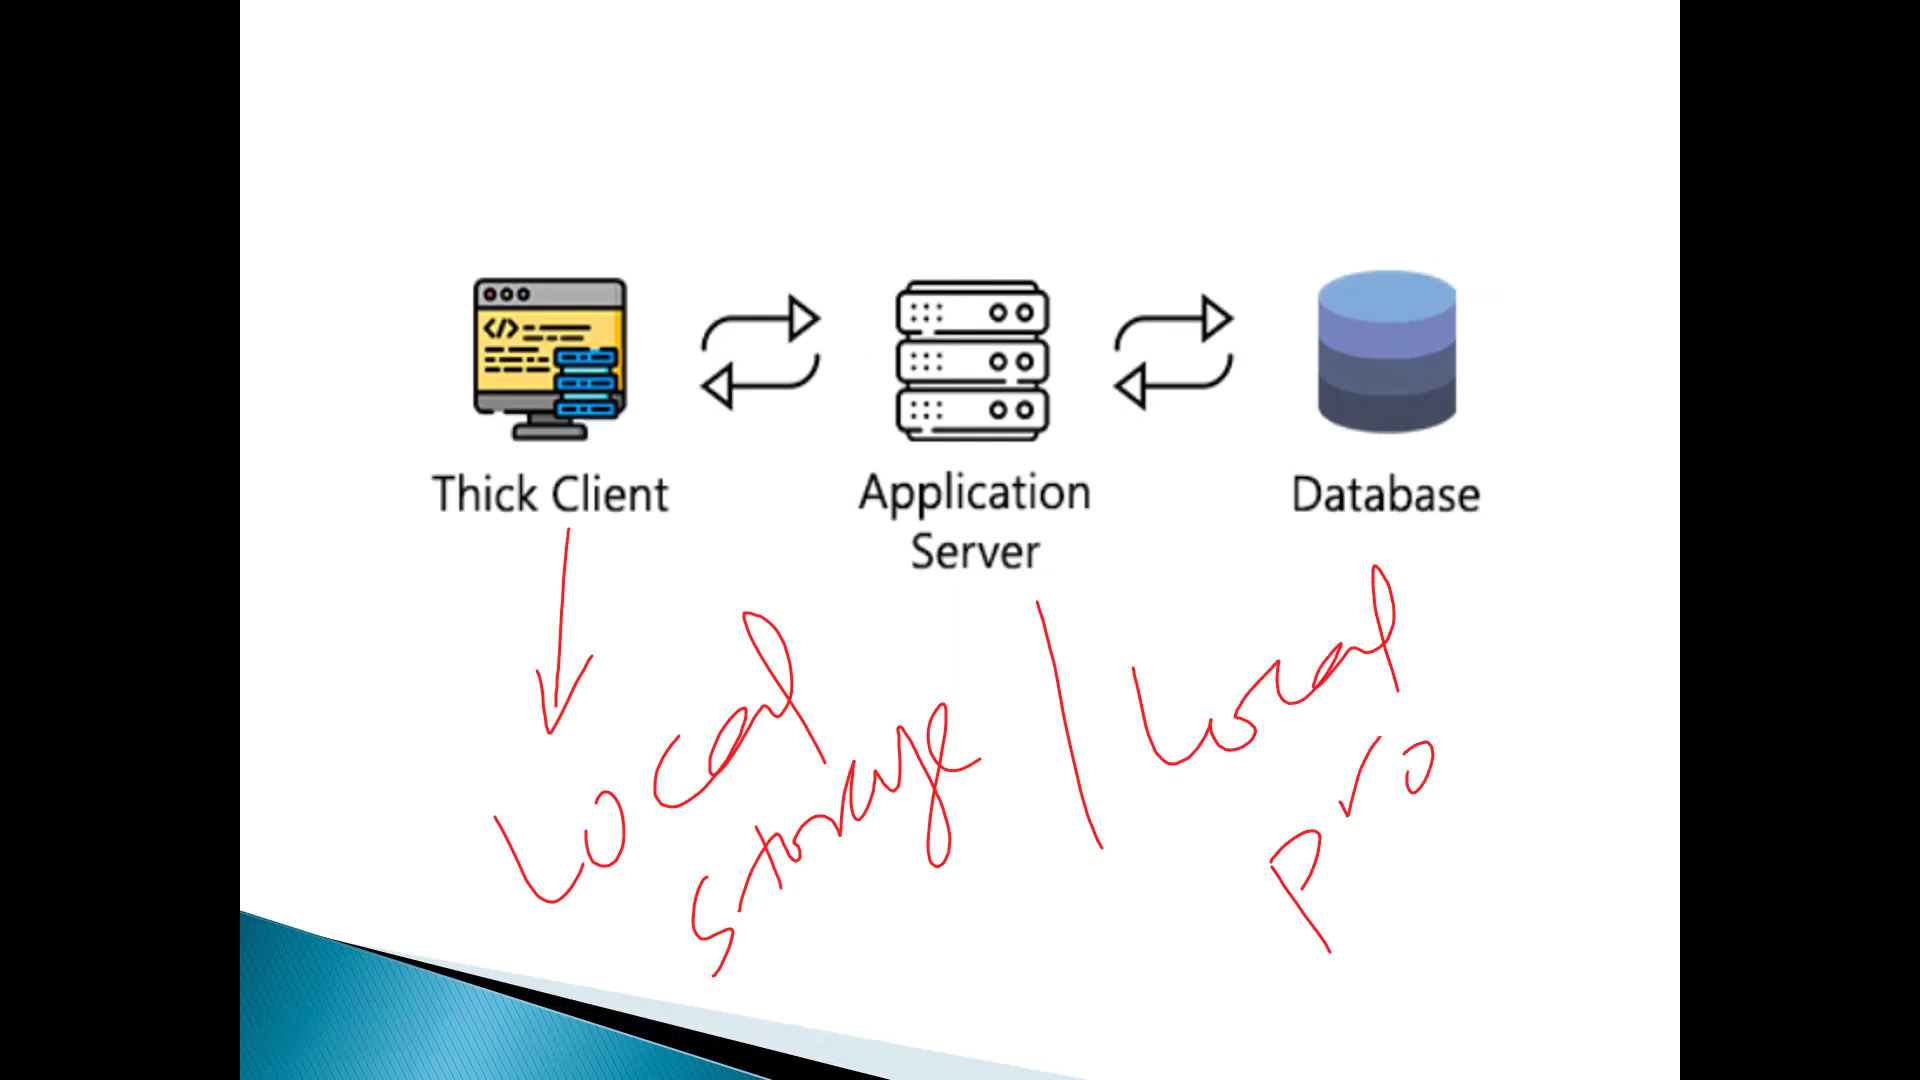 Thick Client
Application
Server
Database
Local
Storage
/
Local
Pro